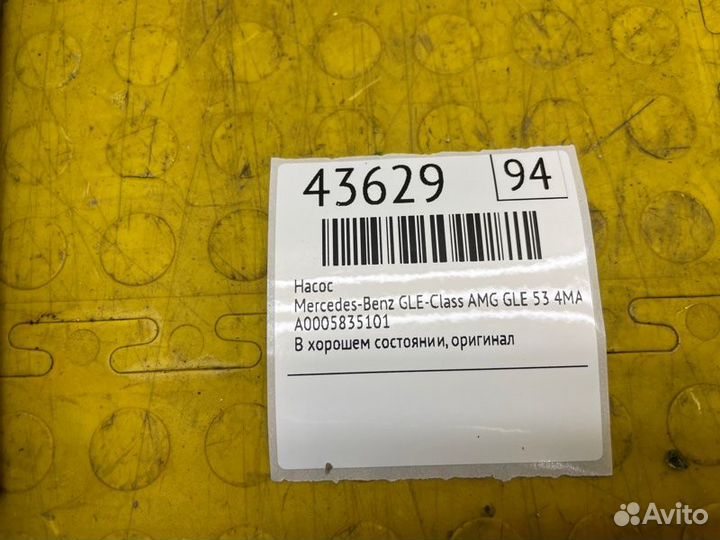 43629
94
Насос
Mercedes-Benz GLE-Class AMG GLE 53 4MA
A0005835101
В хорошем состоянии, оригинал
Avito